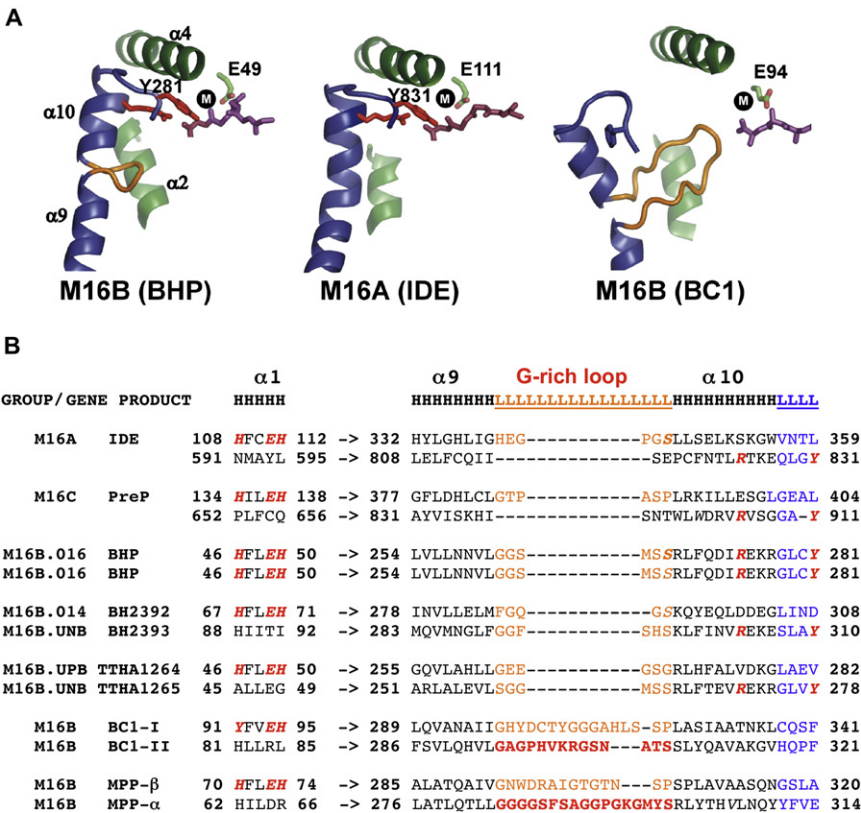 A
α4
E49
Y281
M
α10
α2
α9
M16B (BHP)
E111
Y831
M
M16A (IDE)
E94
M
M16B (BC1)
B
α1 α9 G-rich loop α10
GROUP/GENE PRODUCT HHHHH HHHHHHHHLLLLLLLLLLLLLLLLLHHHHHHHHHHLLLL
M16A IDE 108 HFCEH 112 -> 332 HYLGHLIGHEG-----------PGSLLSELKSKGWVNTL 359
591 NMAYL 595 -> 808 LELFCQII---------------SEPCFNTLRTKEQLGY 831
M16C PreP 134 HILEH 138 -> 377 GFLDHLCLGTP-----------ASPLRKILLESGLGEAL 404
652 PLFCQ 656 -> 831 AYVISKHI---------------SNTWLWDRVRVSGGA-Y 911
M16B.016 BHP 46 HFLEH 50 -> 254 LVLLNNVLGGS-----------MSSRLFQDIREKRGLCY 281
M16B.016 BHP 46 HFLEH 50 -> 254 LVLLNNVLGGS-----------MSSRLFQDIREKRGLCY 281
M16B.014 BH2392 67 HFLEH 71 -> 278 INVLLELMFGQ------------GSKQYEQLDDEGLIND 308
M16B.UNB BH2393 88 HIITI 92 -> 283 MQVMNGLFGGF-----------SHSKLFINVREKESLAY 310
M16B.UPB TTHA1264 46 HFLEH 50 -> 255 GQVLAHLLGEE-----------GSGRLHFALVDKGLAEV 282
M16B.UNB TTHA1265 45 ALLEG 49 -> 251 ARLALEVLSGG-----------MSSRLFTEVREKRGLVY 278
M16B BC1-I 91 YFVEH 95 -> 289 LQVANAIIGHYDCTYGGGAHLS-SPLASIAATNKLCQSF 341
M16B BC1-II 81 HLLRL 85 -> 286 FSVLQHVLGAGPHVKRGSN---ATSSLYQAVAKGVHQPF 321
M16B MPP-β 70 HFLEH 74 -> 285 ALATQAIVGNWDRAIGTGTN---SPSPLAVAASQNGSLA 320
M16B MPP-α 62 HILDR 66 -> 276 LATLQTLLGGGGSFSAGGPGKGMYSRLYTHVLNQYYFVE 314